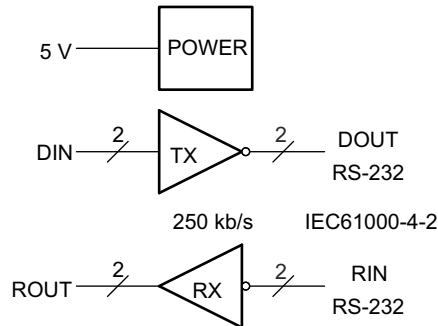 5 V
POWER
2
2
DIN
TX
DOUT
RS-232
250 kb/s
IEC61000-4-2
2
2
ROUT
RX
RIN
RS-232